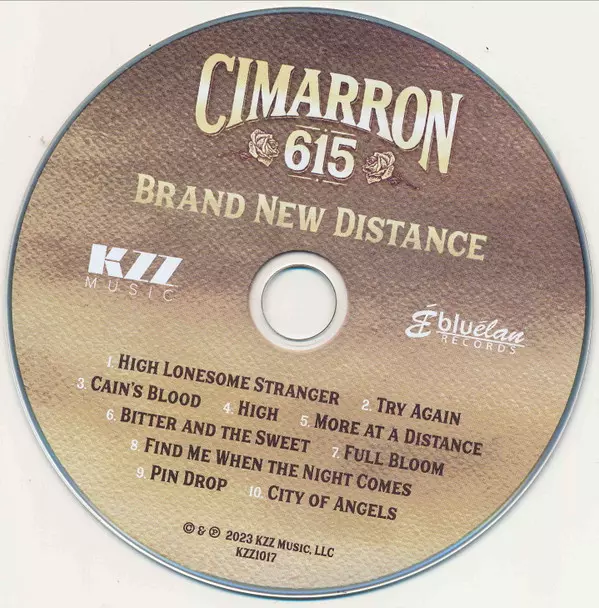 CIMARRON
615
BRAND NEW DISTANCE
KZZ
MUSIC
bluélan
RECORDS
1. HIGH LONESOME STRANGER 2. TRY AGAIN
3. CAIN'S BLOOD 4. HIGH 5. MORE AT A DISTANCE
6. BITTER AND THE SWEET 7. FULL BLOOM
8. FIND ME WHEN THE NIGHT COMES
9. PIN DROP 10. CITY OF ANGELS
© & ℗ 2023 KZZ MUSIC, LLC
KZZ1017